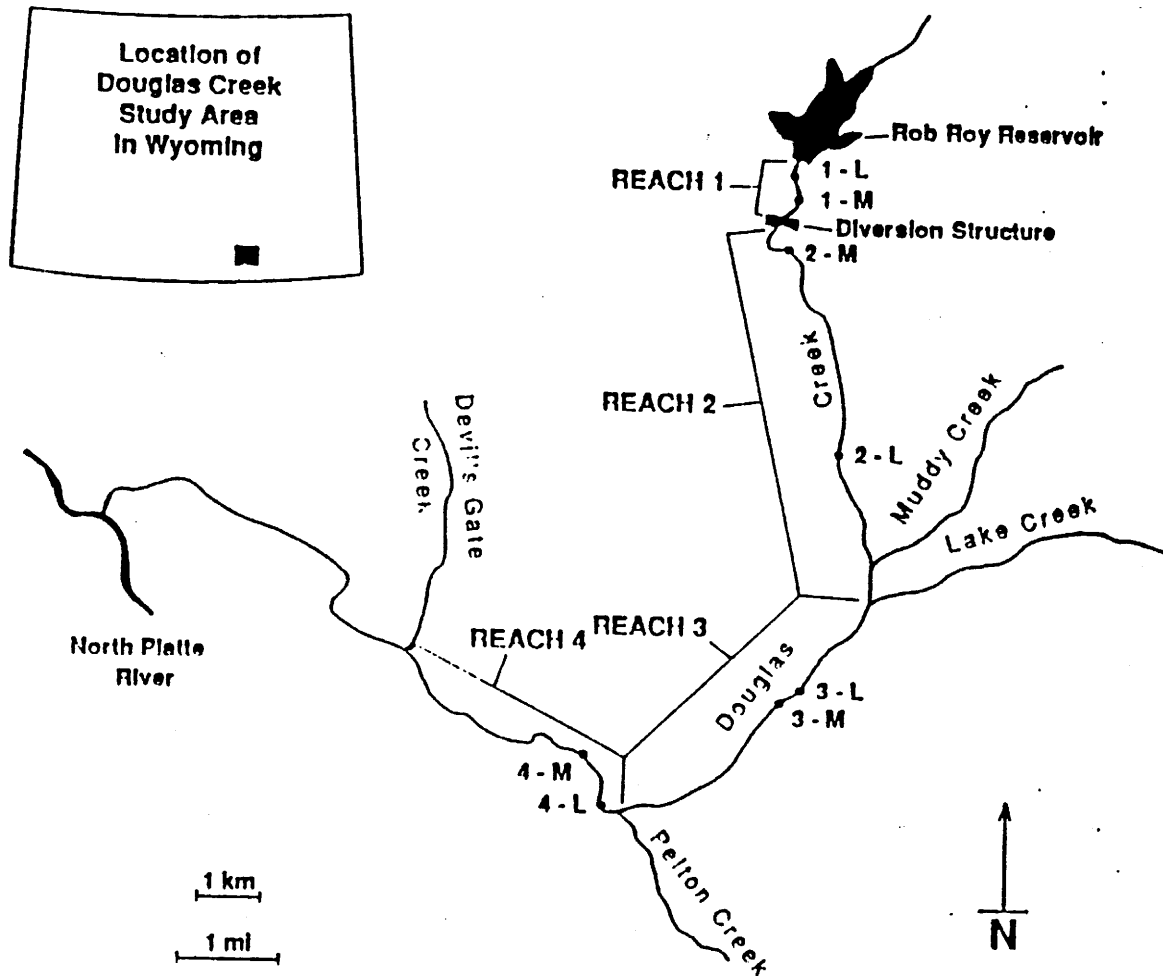 Location of
Douglas Creek
Study Area
in Wyoming
Rob Roy Reservoir
REACH 1
1 - L
1 - M
Diversion Structure
2 - M
Creek
REACH 2
2 - L
Muddy Creek
Lake Creek
Devil's Gate
Creek
North Platte
River
REACH 4
REACH 3
Douglas
3 - L
3 - M
4 - M
4 - L
Pelton Creek
1 km
1 mi
N